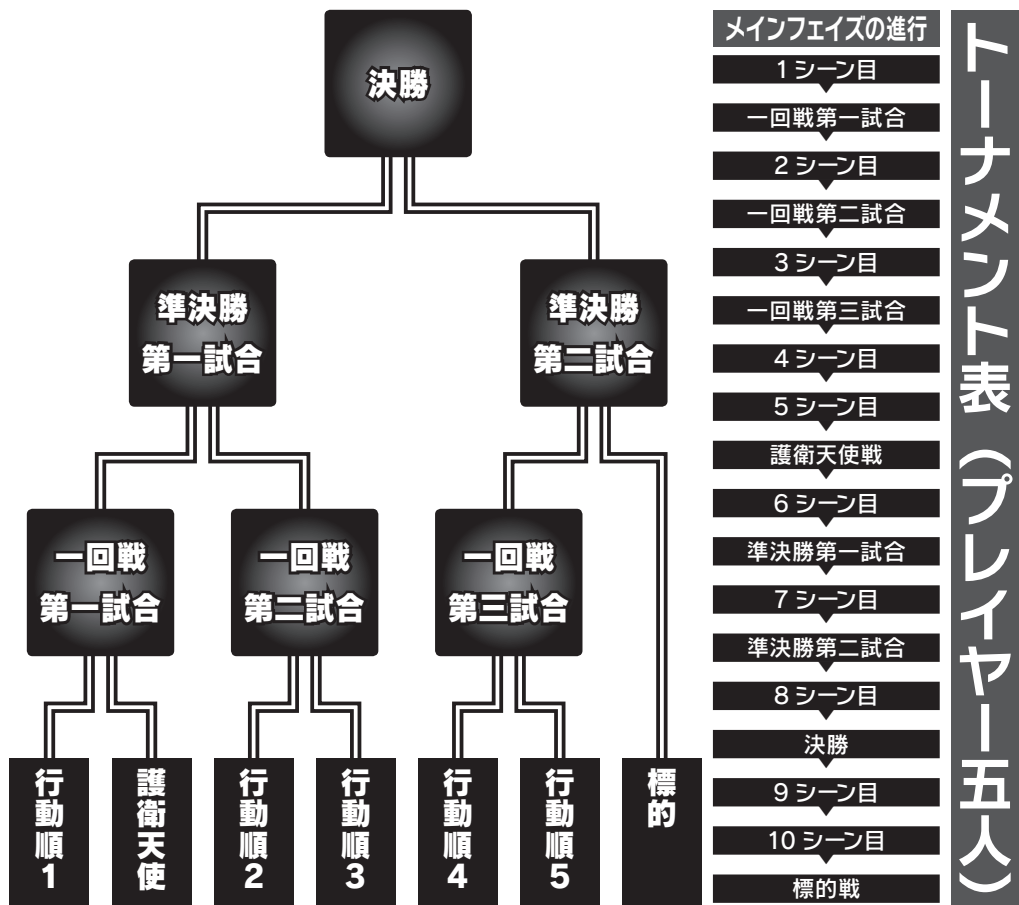 決勝
準決勝
第一試合
準決勝
第二試合
一回戦
第一試合
一回戦
第二試合
一回戦
第三試合
行動順1
護衛天使
行動順2
行動順3
行動順4
行動順5
標的
メインフェイズの進行
1シーン目
一回戦第一試合
2シーン目
一回戦第二試合
3シーン目
一回戦第三試合
4シーン目
5シーン目
護衛天使戦
6シーン目
準決勝第一試合
7シーン目
準決勝第二試合
8シーン目
決勝
9シーン目
10シーン目
標的戦
トーナメント表（プレイヤー五人）